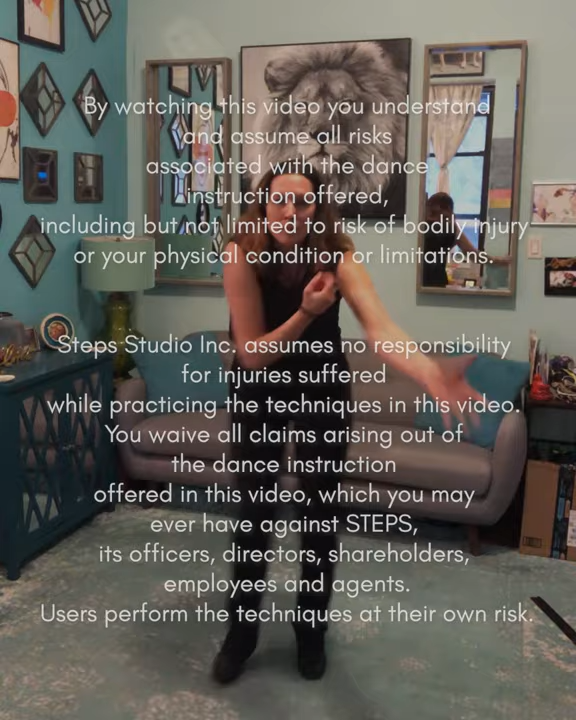 By watching this video you understand
and assume all risks
associated with the dance
instruction offered,
including but not limited to risk of bodily injury
or your physical condition or limitations.
Steps Studio Inc. assumes no responsibility
for injuries suffered
while practicing the techniques in this video.
You waive all claims arising out of
the dance instruction
offered in this video, which you may
ever have against STEPS,
its officers, directors, shareholders,
employees and agents.
Users perform the techniques at their own risk.